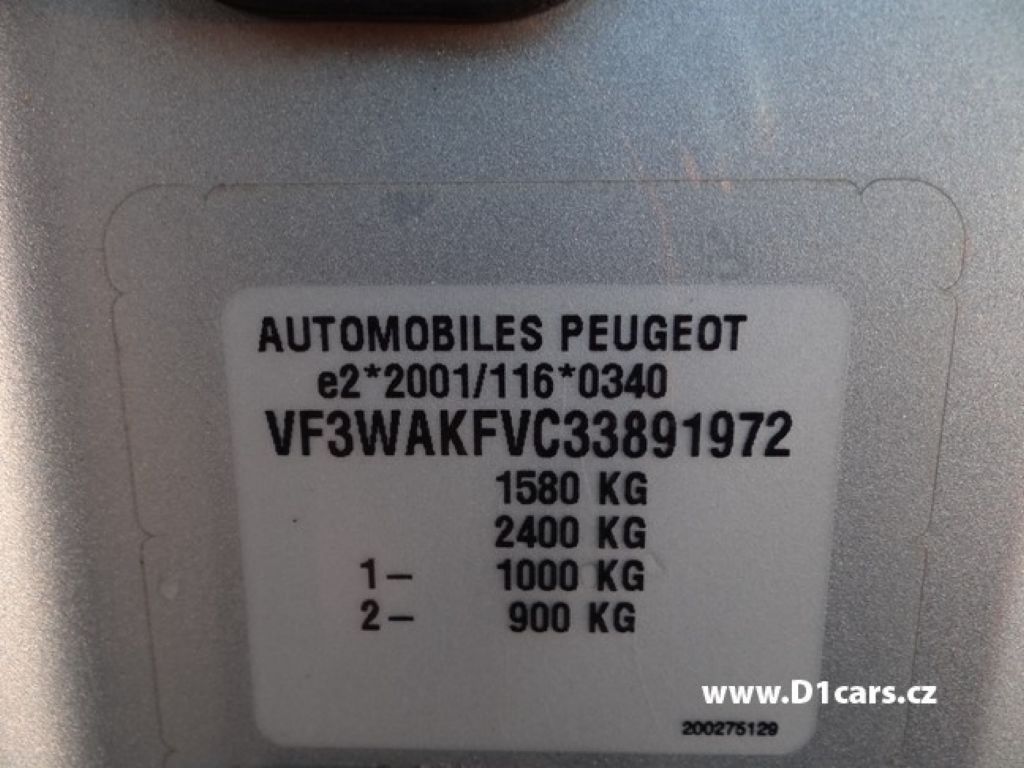 AUTOMOBILES PEUGEOT
e2*2001/116*0340
VF3WAKFVC33891972
1580 KG
2400 KG
1– 1000 KG
2– 900 KG
www.D1cars.cz
200275129